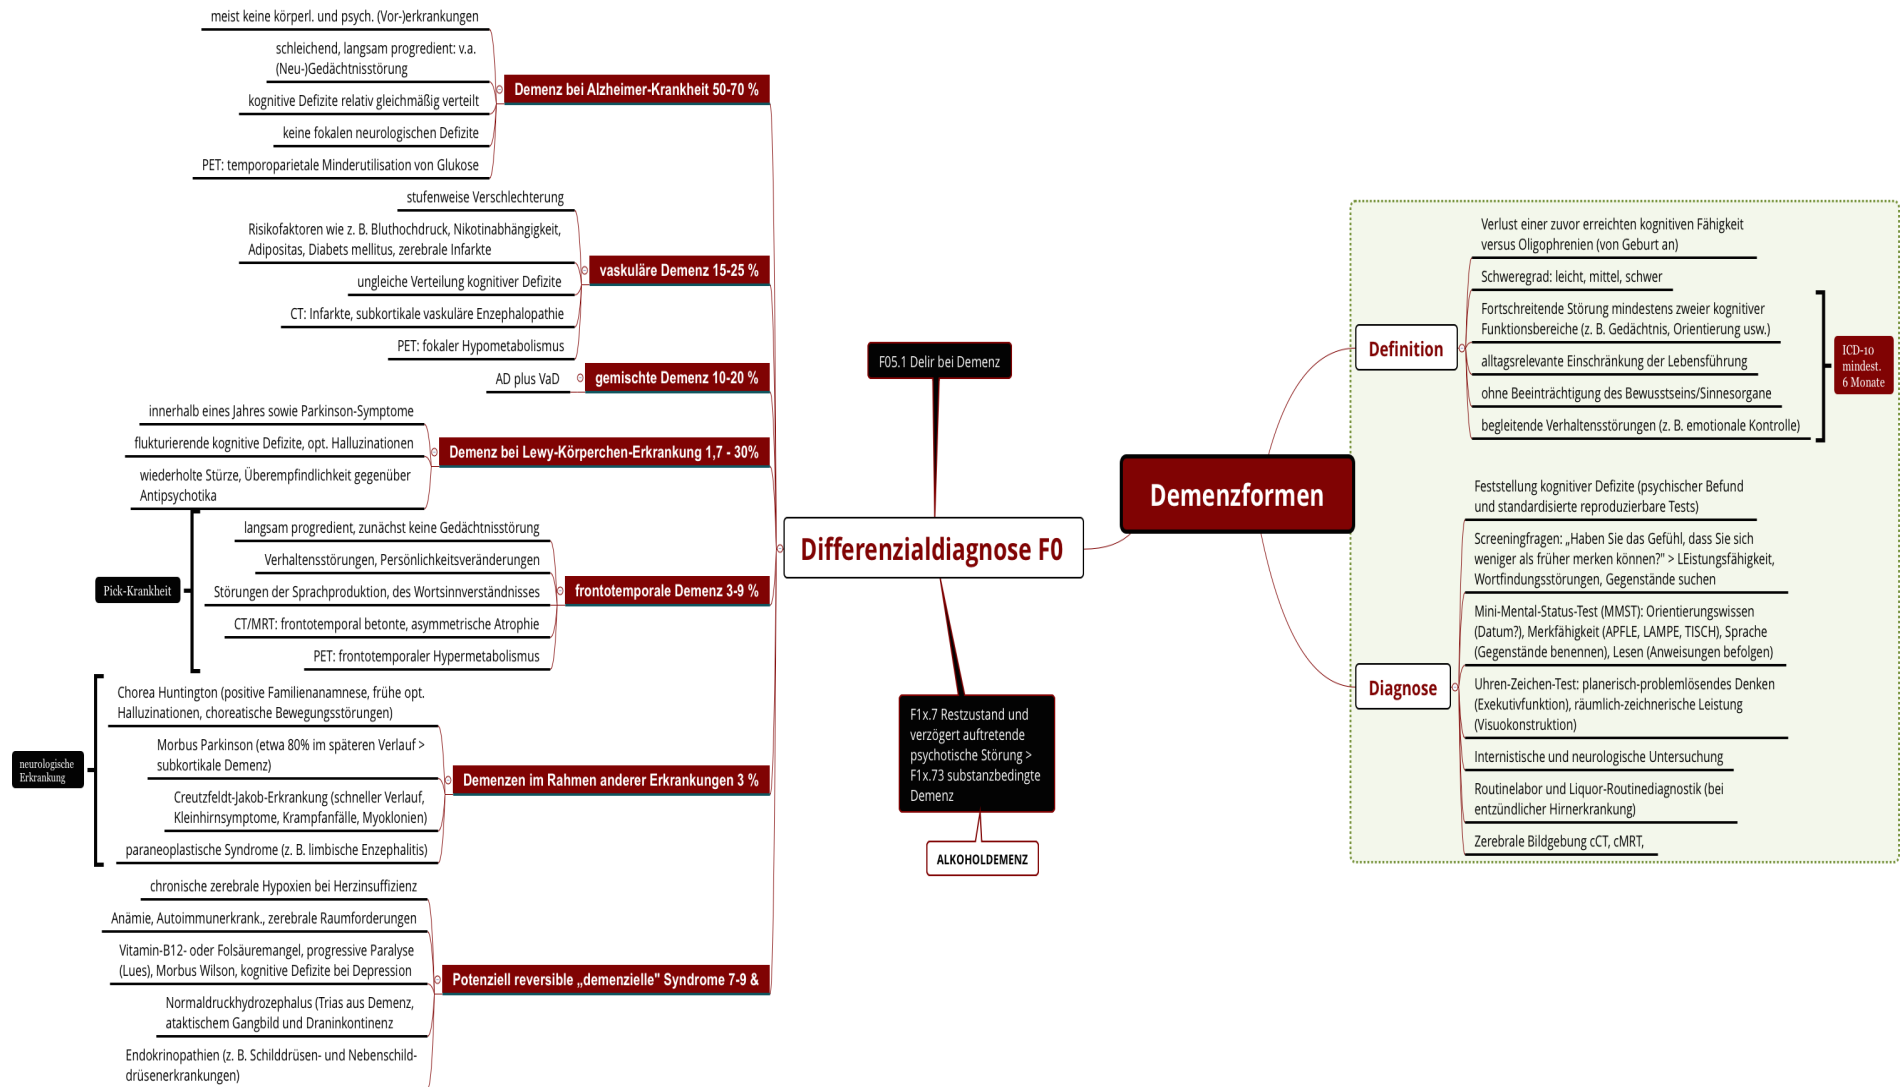 meist keine körperl. und psych. (Vor-)erkrankungen
schleichend, langsam progredient: v.a.
(Neu-)Gedächtnisstörung
kognitive Defizite relativ gleichmäßig verteilt
keine fokalen neurologischen Defizite
PET: temporoparietale Minderutilisation von Glukose
Demenz bei Alzheimer-Krankheit 50-70 %
stufenweise Verschlechterung
Risikofaktoren wie z. B. Bluthochdruck, Nikotinabhängigkeit,
Adipositas, Diabets mellitus, zerebrale Infarkte
ungleiche Verteilung kognitiver Defizite
CT: Infarkte, subkortikale vaskuläre Enzephalopathie
PET: fokaler Hypometabolismus
vaskuläre Demenz 15-25 %
AD plus VaD
gemischte Demenz 10-20 %
innerhalb eines Jahres sowie Parkinson-Symptome
flukturierende kognitive Defizite, opt. Halluzinationen
wiederholte Stürze, Überempfindlichkeit gegenüber
Antipsychotika
Demenz bei Lewy-Körperchen-Erkrankung 1,7 - 30%
langsam progredient, zunächst keine Gedächtnisstörung
Verhaltensstörungen, Persönlichkeitsveränderungen
Störungen der Sprachproduktion, des Wortsinnverständnisses
CT/MRT: frontotemporal betonte, asymmetrische Atrophie
PET: frontotemporaler Hypermetabolismus
Pick-Krankheit
frontotemporale Demenz 3-9 %
Chorea Huntington (positive Familienanamnese, frühe opt.
Halluzinationen, choreatische Bewegungsstörungen)
Morbus Parkinson (etwa 80% im späteren Verlauf >
subkortikale Demenz)
Creutzfeldt-Jakob-Erkrankung (schneller Verlauf,
Kleinhirnsymptome, Krampfanfälle, Myoklonien)
paraneoplastische Syndrome (z. B. limbische Enzephalitis)
neurologische
Erkrankung
Demenzen im Rahmen anderer Erkrankungen 3 %
chronische zerebrale Hypoxien bei Herzinsuffizienz
Anämie, Autoimmunerkrank., zerebrale Raumforderungen
Vitamin-B12- oder Folsäuremangel, progressive Paralyse
(Lues), Morbus Wilson, kognitive Defizite bei Depression
Normaldruckhydrozephalus (Trias aus Demenz,
ataktischem Gangbild und Draninkontinenz
Endokrinopathien (z. B. Schilddrüsen- und Nebenschild-
drüsenerkrankungen)
Potenziell reversible „demenzielle" Syndrome 7-9 &
F05.1 Delir bei Demenz
Differenzialdiagnose F0
F1x.7 Restzustand und
verzögert auftretende
psychotische Störung >
F1x.73 substanzbedingte
Demenz
ALKOHOLDEMENZ
Demenzformen
Definition
Verlust einer zuvor erreichten kognitiven Fähigkeit
versus Oligophrenien (von Geburt an)
Schweregrad: leicht, mittel, schwer
Fortschreitende Störung mindestens zweier kognitiver
Funktionsbereiche (z. B. Gedächtnis, Orientierung usw.)
alltagsrelevante Einschränkung der Lebensführung
ohne Beeinträchtigung des Bewusstseins/Sinnesorgane
begleitende Verhaltensstörungen (z. B. emotionale Kontrolle)
ICD-10
mindest.
6 Monate
Diagnose
Feststellung kognitiver Defizite (psychischer Befund
und standardisierte reproduzierbare Tests)
Screeningfragen: „Haben Sie das Gefühl, dass Sie sich
weniger als früher merken können?" > LEistungsfähigkeit,
Wortfindungsstörungen, Gegenstände suchen
Mini-Mental-Status-Test (MMST): Orientierungswissen
(Datum?), Merkfähigkeit (APFLE, LAMPE, TISCH), Sprache
(Gegenstände benennen), Lesen (Anweisungen befolgen)
Uhren-Zeichen-Test: planerisch-problemlösendes Denken
(Exekutivfunktion), räumlich-zeichnerische Leistung
(Visuokonstruktion)
Internistische und neurologische Untersuchung
Routinelabor und Liquor-Routinediagnostik (bei
entzündlicher Hirnerkrankung)
Zerebrale Bildgebung cCT, cMRT,